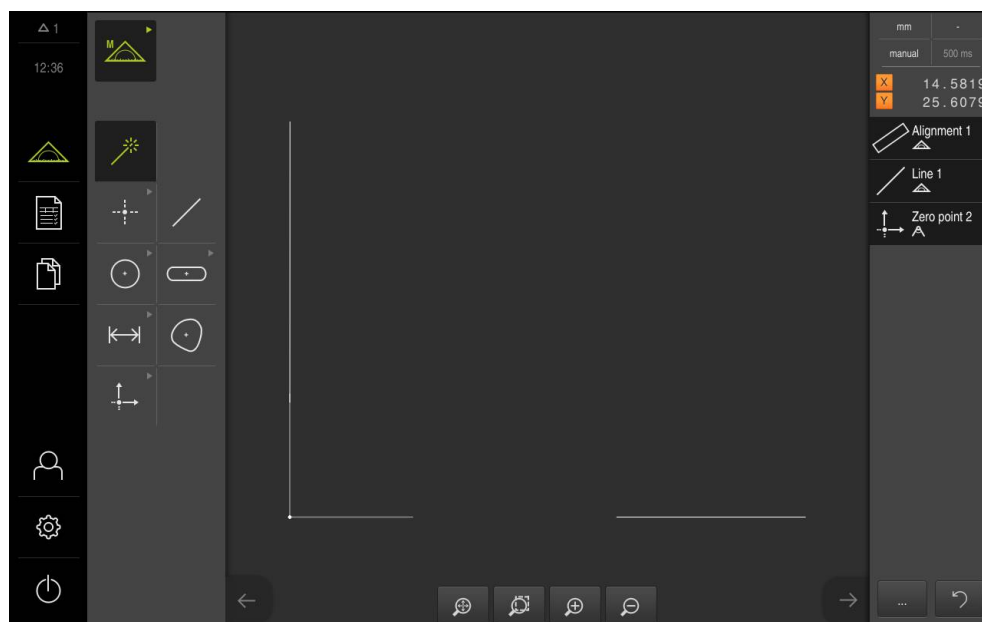 1
12:36
M
mm -
manual 500 ms
X 14.5819
Y 25.6079
Alignment 1
Line 1
Zero point 2
...